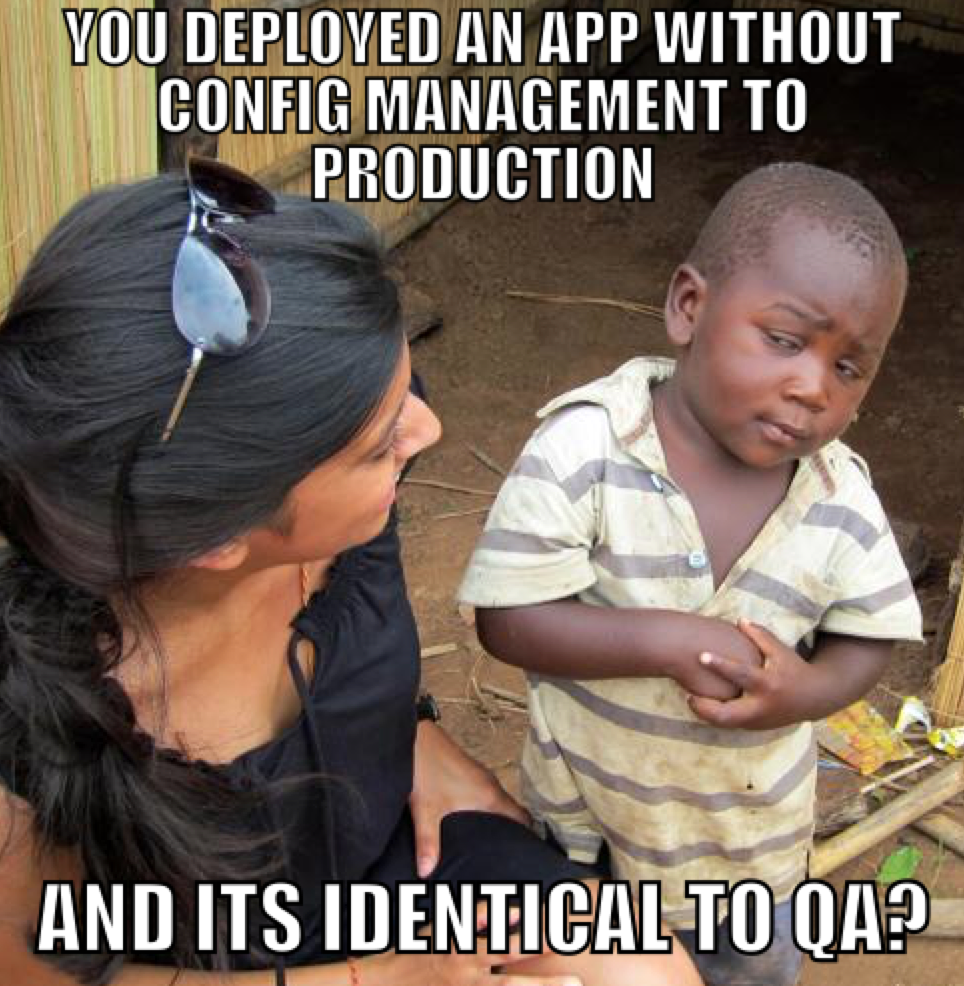 YOU DEPLOYED AN APP WITHOUT
CONFIG MANAGEMENT TO
PRODUCTION
AND ITS IDENTICAL TO QA?